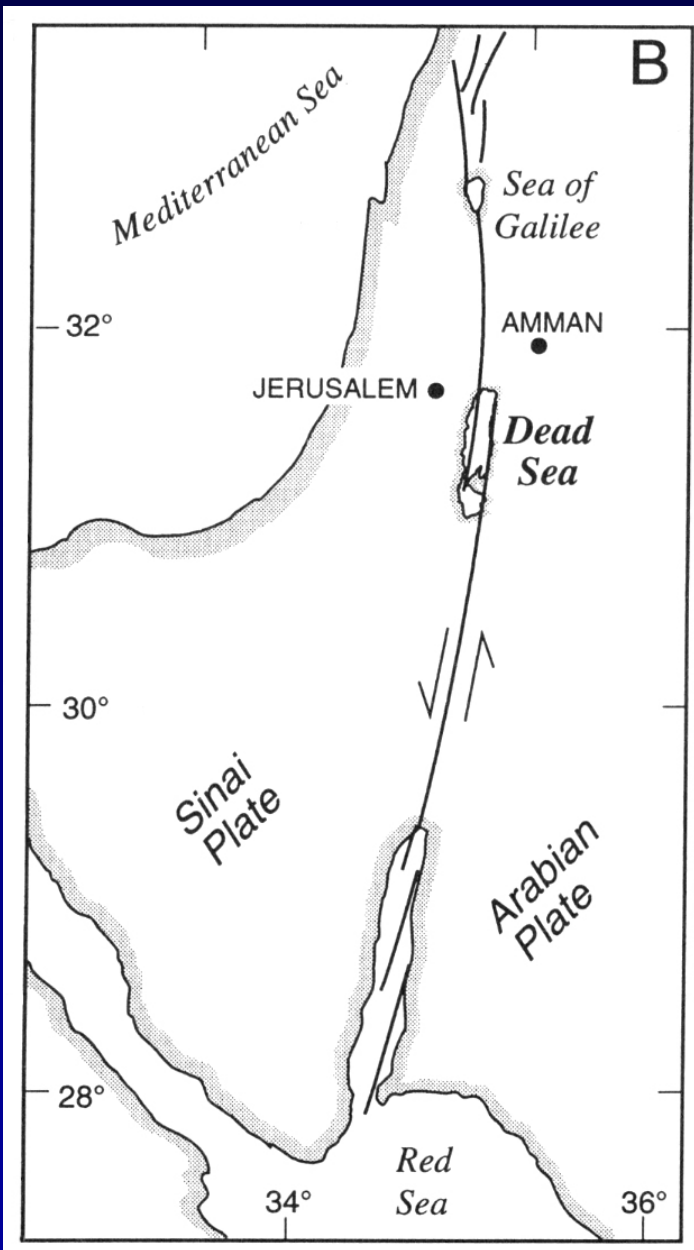 B
Mediterranean Sea
Sea of
Galilee
32°
AMMAN
JERUSALEM
Dead
Sea
30°
Sinai
Plate
Arabian
Plate
28°
Red
Sea
34°
36°